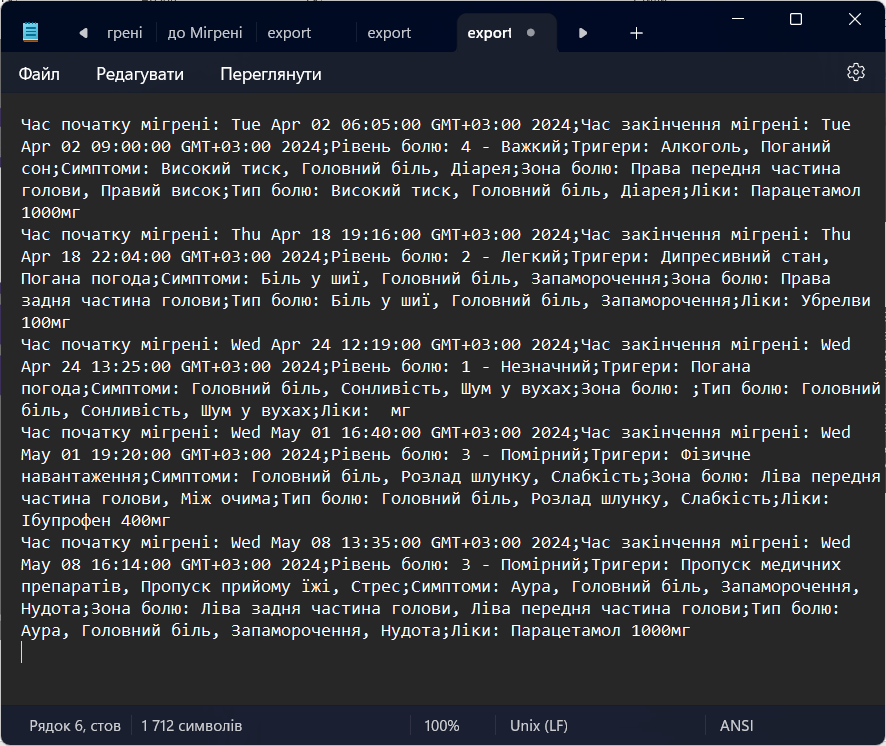 грені
до Мігрені
export
export
export
Файл
Редагувати
Переглянути
Час початку мігрені: Tue Apr 02 06:05:00 GMT+03:00 2024;Час закінчення мігрені: Tue
Apr 02 09:00:00 GMT+03:00 2024;Рівень болю: 4 - Важкий;Тригери: Алкоголь, Поганий
сон;Симптоми: Високий тиск, Головний біль, Діарея;Зона болю: Права передня частина
голови, Правий висок;Тип болю: Високий тиск, Головний біль, Діарея;Ліки: Парацетамол
1000мг
Час початку мігрені: Thu Apr 18 19:16:00 GMT+03:00 2024;Час закінчення мігрені: Thu
Apr 18 22:04:00 GMT+03:00 2024;Рівень болю: 2 - Легкий;Тригери: Дипресивний стан,
Погана погода;Симптоми: Біль у шиї, Головний біль, Запаморочення;Зона болю: Права
задня частина голови;Тип болю: Біль у шиї, Головний біль, Запаморочення;Ліки: Убрелви
100мг
Час початку мігрені: Wed Apr 24 12:19:00 GMT+03:00 2024;Час закінчення мігрені: Wed
Apr 24 13:25:00 GMT+03:00 2024;Рівень болю: 1 - Незначний;Тригери: Погана
погода;Симптоми: Головний біль, Сонливість, Шум у вухах;Зона болю: ;Тип болю: Головний
біль, Сонливість, Шум у вухах;Ліки:  мг
Час початку мігрені: Wed May 01 16:40:00 GMT+03:00 2024;Час закінчення мігрені: Wed
May 01 19:20:00 GMT+03:00 2024;Рівень болю: 3 - Помірний;Тригери: Фізичне
навантаження;Симптоми: Головний біль, Розлад шлунку, Слабкість;Зона болю: Ліва передня
частина голови, Між очима;Тип болю: Головний біль, Розлад шлунку, Слабкість;Ліки:
Ібупрофен 400мг
Час початку мігрені: Wed May 08 13:35:00 GMT+03:00 2024;Час закінчення мігрені: Wed
May 08 16:14:00 GMT+03:00 2024;Рівень болю: 3 - Помірний;Тригери: Пропуск медичних
препаратів, Пропуск прийому їжі, Стрес;Симптоми: Аура, Головний біль, Запаморочення,
Нудота;Зона болю: Ліва задня частина голови, Ліва передня частина голови;Тип болю:
Аура, Головний біль, Запаморочення, Нудота;Ліки: Парацетамол 1000мг
Рядок 6, стов
1 712 символів
100%
Unix (LF)
ANSI